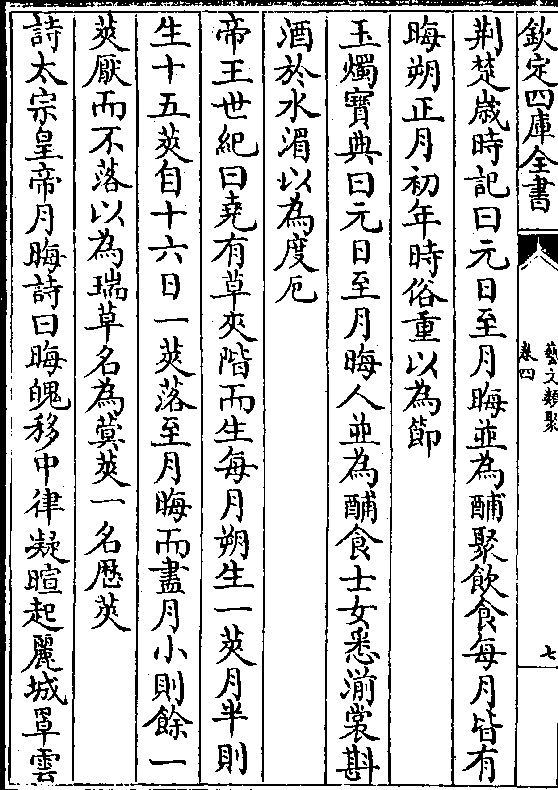 欽定四庫全書
藝文類聚
卷四
七
荆楚歲時記曰元日至月晦並為酺聚飲食每月皆有
晦朔正月初年時俗重以為節
玉燭寶典曰元日至月晦人並為酺食士女悉湔裳斟
酒於水湄以為度厄
帝王世紀曰堯有草夾階而生每月朔生一莢月半則
生十五莢自十六日一莢落至月晦而盡月小則餘一
莢厭而不落以為瑞草名為蓂莢一名歷莢
詩太宗皇帝月晦詩曰晦魄移中律凝暄起麗城罩雲